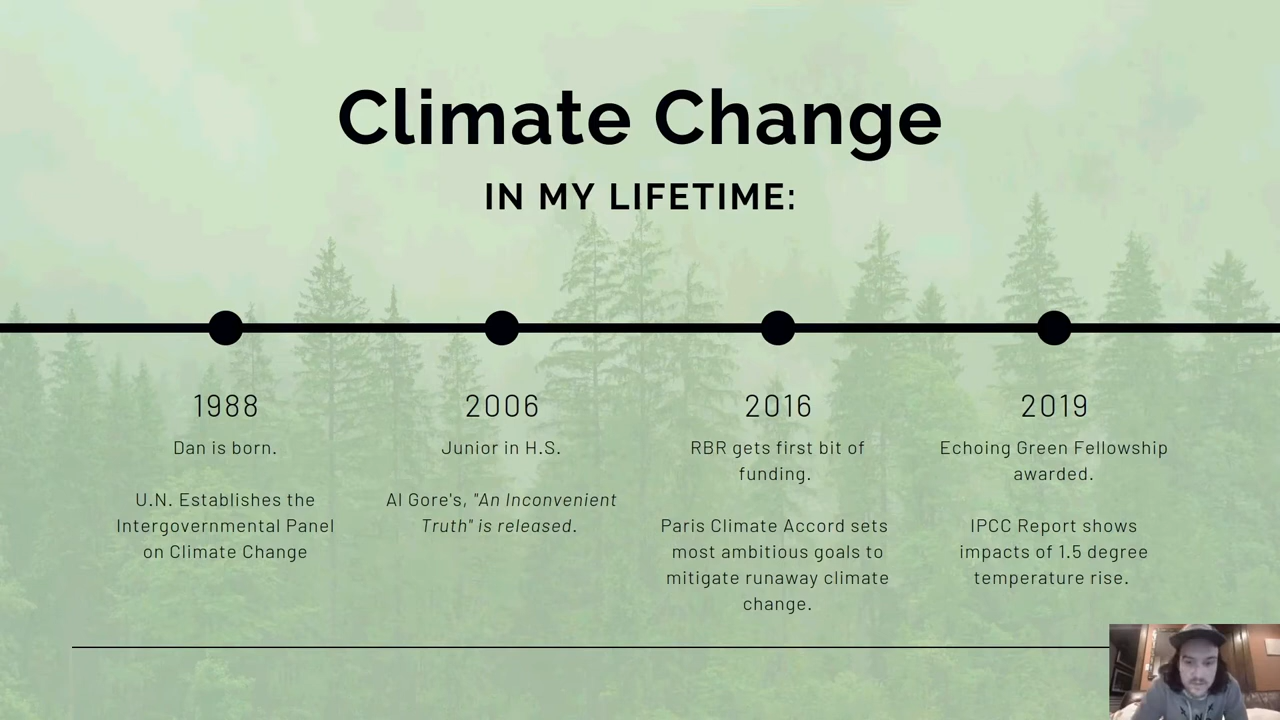 Climate Change
IN MY LIFETIME:
1988
Dan is born.
U.N. Establishes the
Intergovernmental Panel
on Climate Change
2006
Junior in H.S.
Al Gore's, "An Inconvenient
Truth" is released.
2016
RBR gets first bit of
funding.
Paris Climate Accord sets
most ambitious goals to
mitigate runaway climate
change.
2019
Echoing Green Fellowship
awarded.
IPCC Report shows
impacts of 1.5 degree
temperature rise.